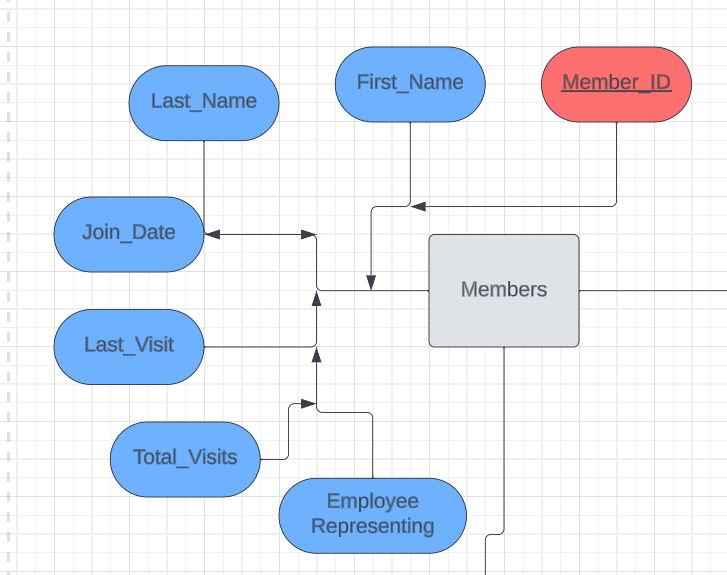 First_Name
Member_ID
Last_Name
Join_Date
Members
Last_Visit
Total_Visits
Employee
Representing